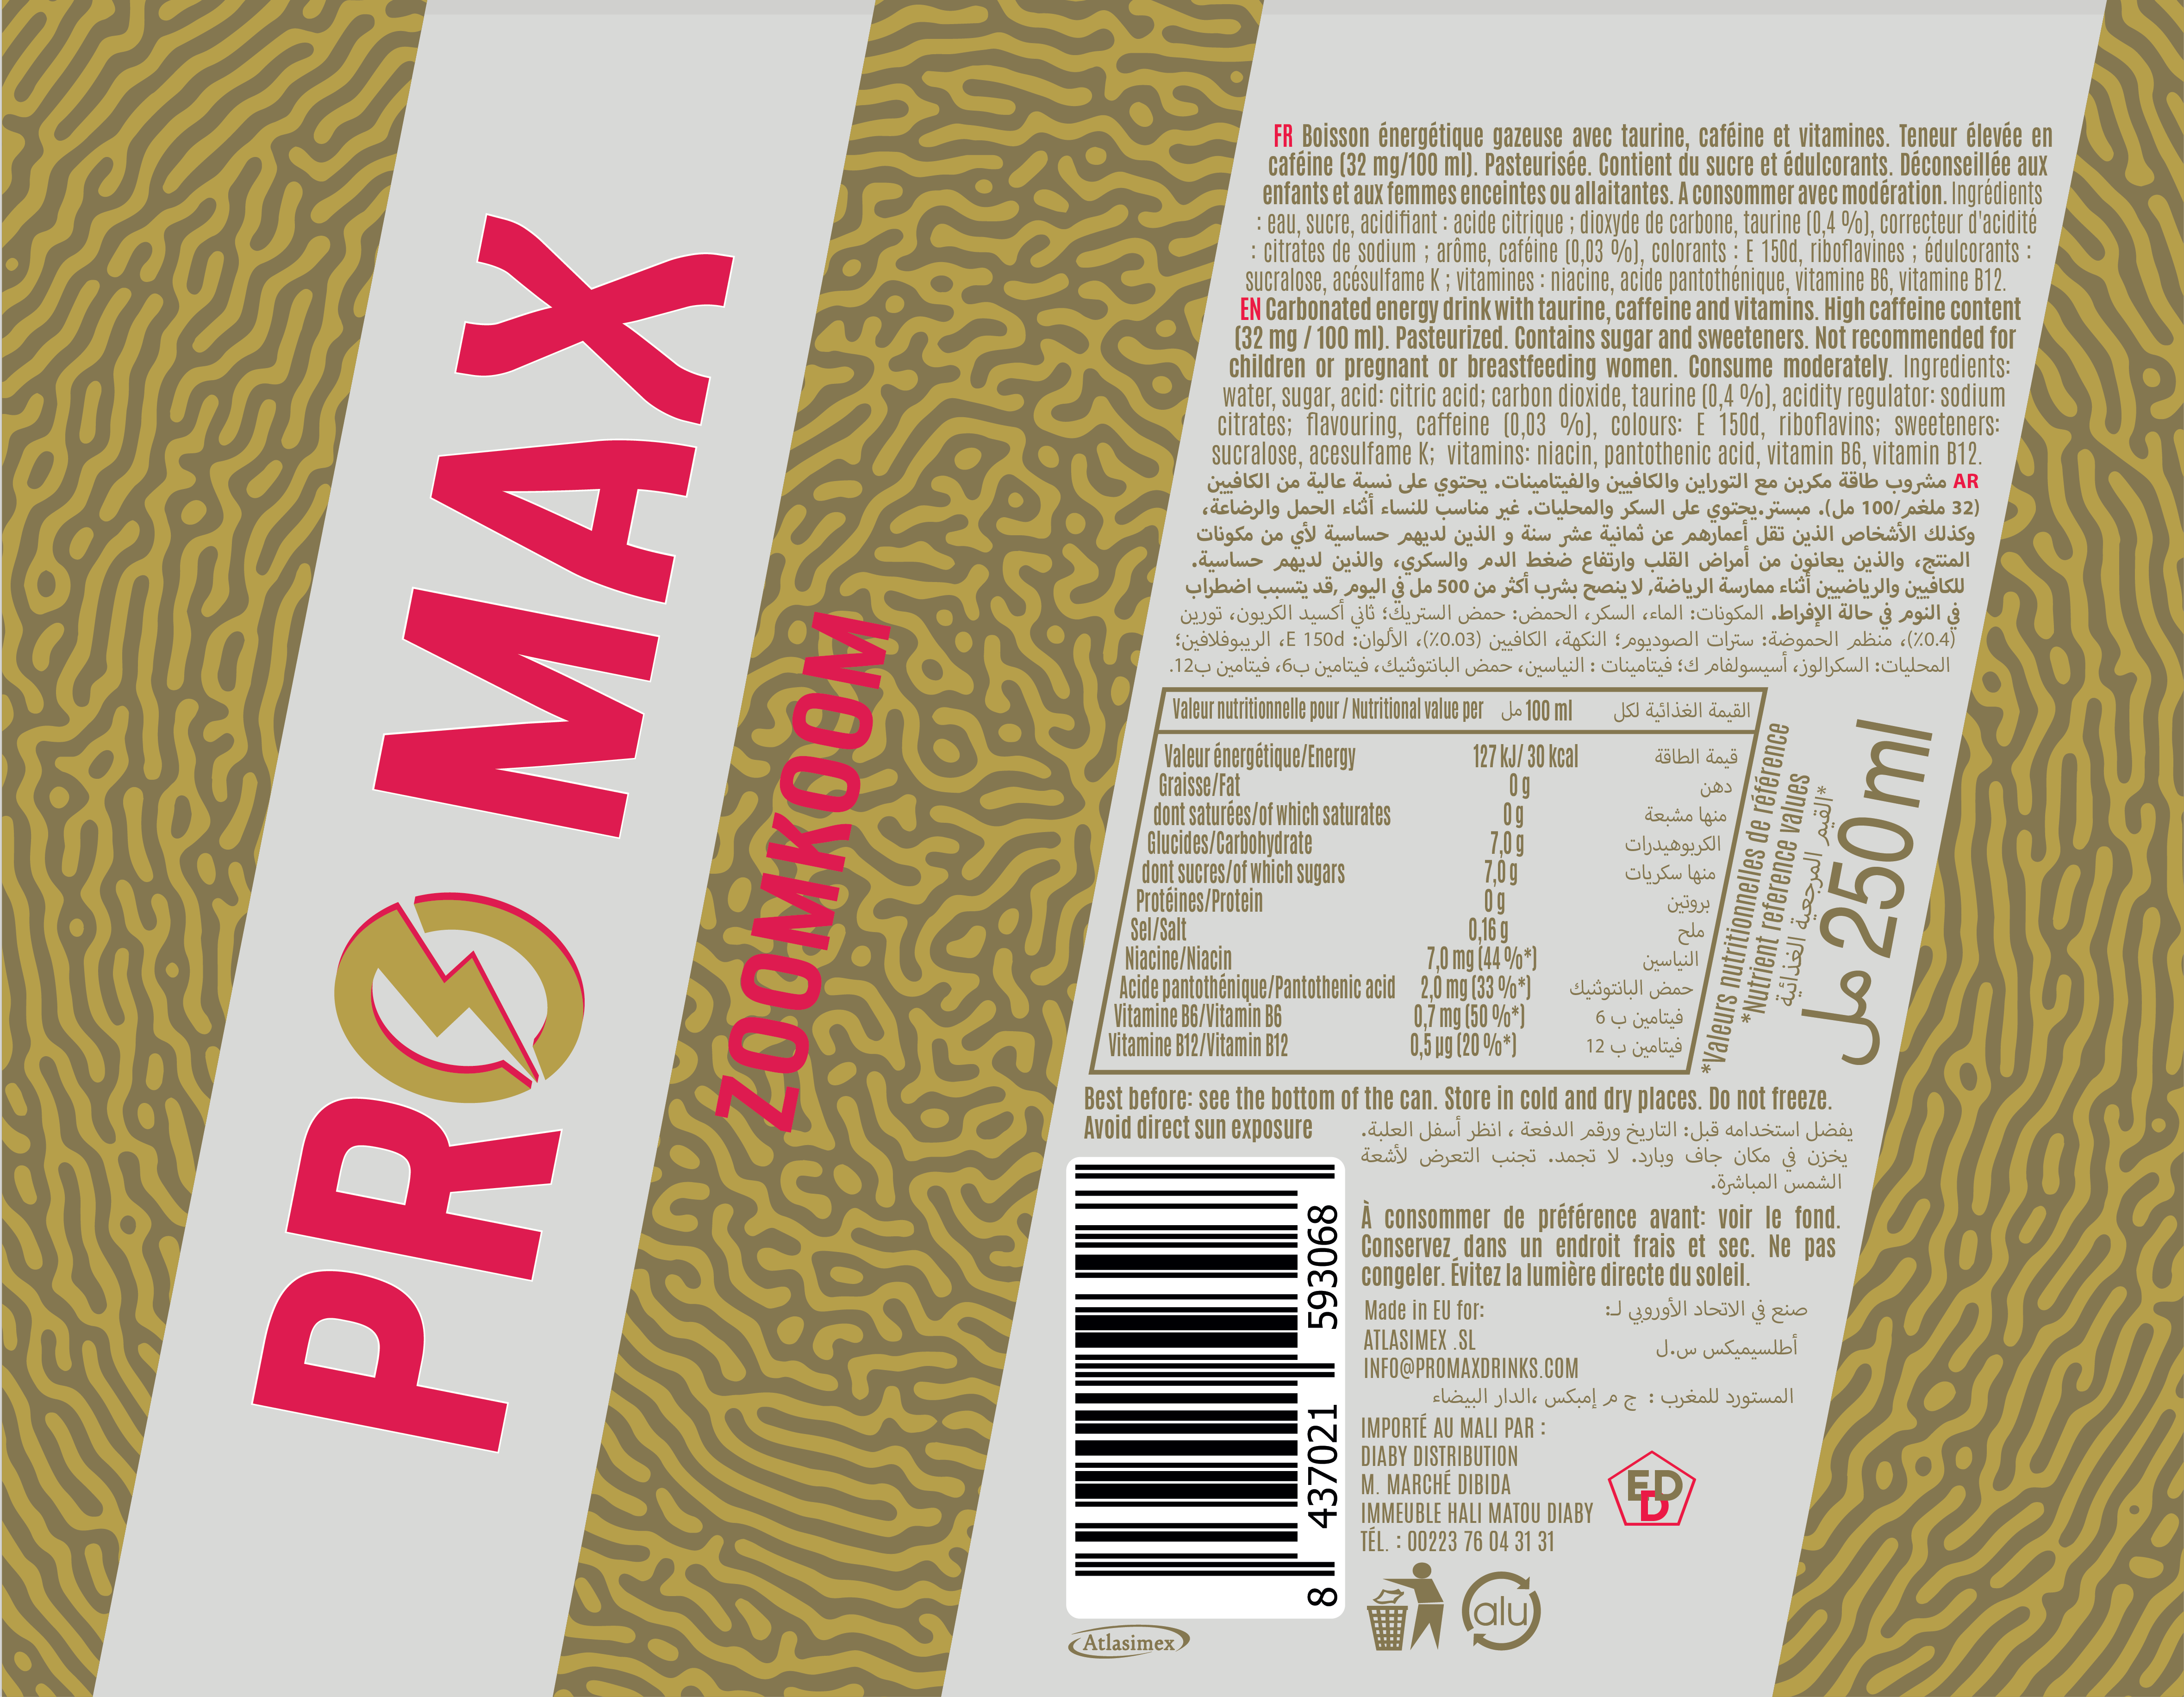 PRO MAX
ZOOMKOOM
FR Boisson énergétique gazeuse avec taurine, caféine et vitamines. Teneur élevée en
caféine (32 mg/100 ml). Pasteurisée. Contient du sucre et édulcorants. Déconseillée aux
enfants et aux femmes enceintes ou allaitantes. A consommer avec modération. Ingrédients
: eau, sucre, acidifiant : acide citrique ; dioxyde de carbone, taurine (0,4 %), correcteur d'acidité
: citrates de sodium ; arôme, caféine (0,03 %), colorants : E 150d, riboflavines ; édulcorants :
sucralose, acésulfame K ; vitamines : niacine, acide pantothénique, vitamine B6, vitamine B12.
EN Carbonated energy drink with taurine, caffeine and vitamins. High caffeine content
(32 mg / 100 ml). Pasteurized. Contains sugar and sweeteners. Not recommended for
children or pregnant or breastfeeding women. Consume moderately. Ingredients:
water, sugar, acid: citric acid; carbon dioxide, taurine (0,4 %), acidity regulator: sodium
citrates; flavouring, caffeine (0,03 %), colours: E 150d, riboflavins; sweeteners:
sucralose, acesulfame K; vitamins: niacin, pantothenic acid, vitamin B6, vitamin B12.
AR مشروب طاقة مكربن مع التوراين والكافيين والفيتامينات. يحتوي على نسبة عالية من الكافيين
(32 ملغم/100 مل). مبستر.يحتوي على السكر والمحليات. غير مناسب للنساء أثناء الحمل والرضاعة،
وكذلك الأشخاص الذين تقل أعمارهم عن ثمانية عشر سنة و الذين لديهم حساسية لأي من مكونات
المنتج، والذين يعانون من أمراض القلب وارتفاع ضغط الدم والسكري، والذين لديهم حساسية.
للكافيين والرياضيين أثناء ممارسة الرياضة, لا ينصح بشرب أكثر من 500 مل في اليوم ,قد يتسبب اضطراب
في النوم في حالة الإفراط. المكونات: الماء، السكر، الحمض: حمض الستريك؛ ثاني أكسيد الكربون، تورين
(0.4٪)، منظم الحموضة: سترات الصوديوم؛ النكهة، الكافيين (0.03٪)، الألوان: E 150d، الريبوفلافين؛
المحليات: السكرالوز، أسيسولفام ك؛ فيتامينات : النياسين، حمض البانتوثنيك، فيتامين ب6، فيتامين ب12.
Valeur nutritionnelle pour / Nutritional value per 100 ml مل القيمة الغذائية لكل
Valeur énergétique/Energy 127 kJ/ 30 kcal قيمة الطاقة
Graisse/Fat 0 g دهن
dont saturées/of which saturates 0 g منها مشبعة
Glucides/Carbohydrate 7,0 g الكربوهيدرات
dont sucres/of which sugars 7,0 g منها سكريات
Protéines/Protein 0 g بروتين
Sel/Salt 0,16 g ملح
Niacine/Niacin 7,0 mg (44 %*) النياسين
Acide pantothénique/Pantothenic acid 2,0 mg (33 %*) حمض البانتوثنيك
Vitamine B6/Vitamin B6 0,7 mg (50 %*) فيتامين ب 6
Vitamine B12/Vitamin B12 0,5 µg (20 %*) فيتامين ب 12
*Valeurs nutritionnelles de référence
*Nutrient reference values
*القيم المرجعية الغذائية
250 ml مل
Best before: see the bottom of the can. Store in cold and dry places. Do not freeze.
Avoid direct sun exposure
يفضل استخدامه قبل: التاريخ ورقم الدفعة ، انظر أسفل العلبة.
يخزن في مكان جاف وبارد. لا تجمد. تجنب التعرض لأشعة
الشمس المباشرة.
À consommer de préférence avant: voir le fond.
Conservez dans un endroit frais et sec. Ne pas
congeler. Évitez la lumière directe du soleil.
Made in EU for: صنع في الاتحاد الأوروبي لـ:
ATLASIMEX .SL أطلسيميكس س.ل
INFO@PROMAXDRINKS.COM
المستورد للمغرب : ج م إمبكس ،الدار البيضاء
IMPORTÉ AU MALI PAR :
DIABY DISTRIBUTION
M. MARCHÉ DIBIDA
IMMEUBLE HALI MATOU DIABY
TÉL. : 00223 76 04 31 31
EDD
8 437021 593068
alu
Atlasimex